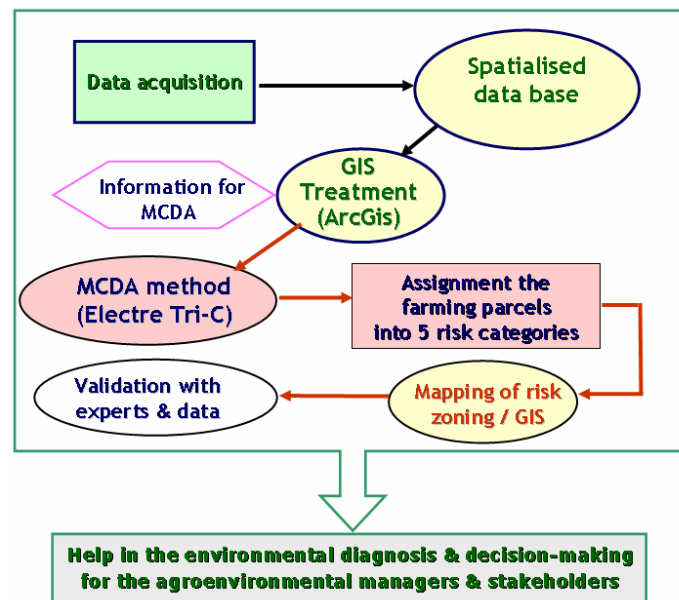 Data acquisition
Spatialised
data base
GIS
Treatment
(ArcGis)
Information for
MCDA
MCDA method
(Electre Tri-C)
Assignment the
farming parcels
into 5 risk categories
Mapping of risk
zoning / GIS
Validation with
experts & data
Help in the environmental diagnosis & decision-making
for the agroenvironmental managers & stakeholders